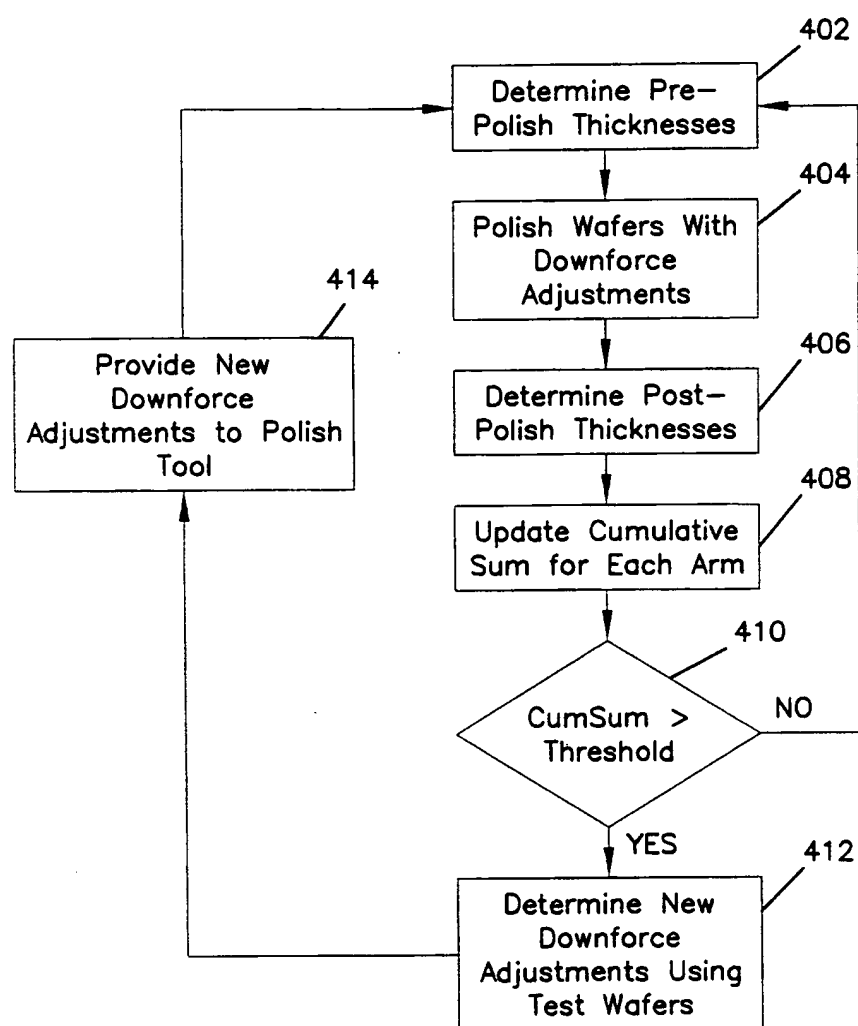 402
Determine Pre-
Polish Thicknesses
404
Polish Wafers With
Downforce
Adjustments
414
Provide New
Downforce
Adjustments to Polish
Tool
406
Determine Post-
Polish Thicknesses
408
Update Cumulative
Sum for Each Arm
410
CumSum >
Threshold
NO
YES
412
Determine New
Downforce
Adjustments Using
Test Wafers